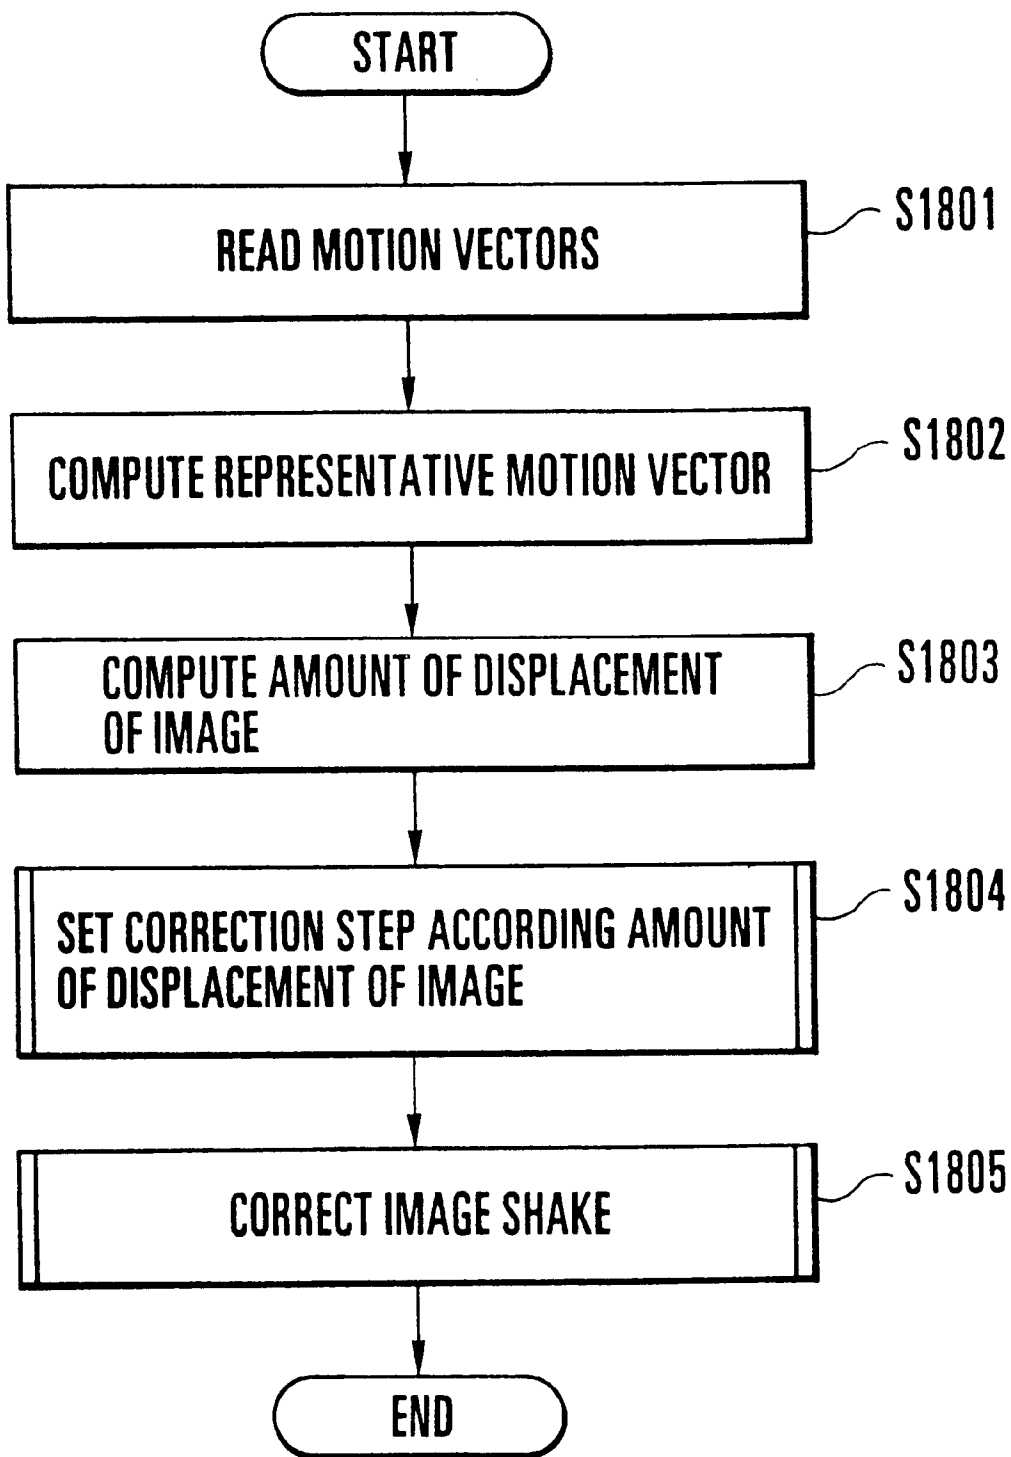 START
READ MOTION VECTORS
S1801
COMPUTE REPRESENTATIVE MOTION VECTOR
S1802
COMPUTE AMOUNT OF DISPLACEMENT
OF IMAGE
S1803
SET CORRECTION STEP ACCORDING AMOUNT
OF DISPLACEMENT OF IMAGE
S1804
CORRECT IMAGE SHAKE
S1805
END